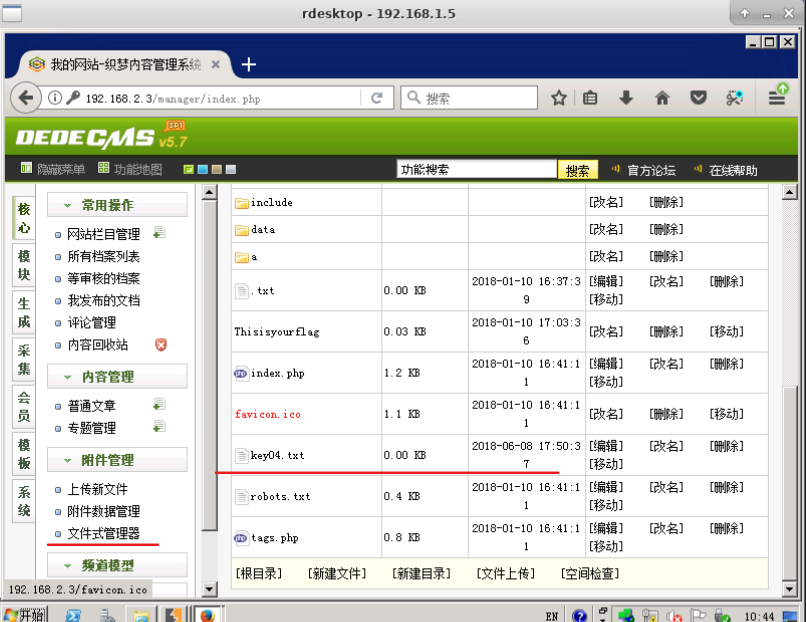 rdesktop - 192.168.1.5
我的网站-织梦内容管理系统
192.168.2.3/manager/index.php
搜索
DEDECMS v5.7 SP1
隐藏菜单 功能地图
功能搜索 搜索 官方论坛 在线帮助
核心
模块
生成
采集
会员
模板
系统
常用操作
网站栏目管理
所有档案列表
等审核的档案
我发布的文档
评论管理
内容回收站
内容管理
普通文章
专题管理
附件管理
上传新文件
附件数据管理
文件式管理器
频道模型
include [改名] [删除]
data [改名] [删除]
a [改名] [删除]
.txt 0.00 KB 2018-01-10 16:37:39 [编辑] [改名] [删除] [移动]
Thisisyourflag 0.03 KB 2018-01-10 17:03:36 [改名] [删除] [移动]
index.php 1.2 KB 2018-01-10 16:41:11 [编辑] [改名] [删除] [移动]
favicon.ico 1.1 KB 2018-01-10 16:41:11 [改名] [删除] [移动]
key04.txt 0.00 KB 2018-06-08 17:50:37 [编辑] [改名] [删除] [移动]
robots.txt 0.4 KB 2018-01-10 16:41:11 [编辑] [改名] [删除] [移动]
tags.php 0.8 KB 2018-01-10 16:41:11 [编辑] [改名] [删除] [移动]
[根目录] [新建文件] [新建目录] [文件上传] [空间检查]
192.168.2.3/favicon.ico
开始 EN 10:44